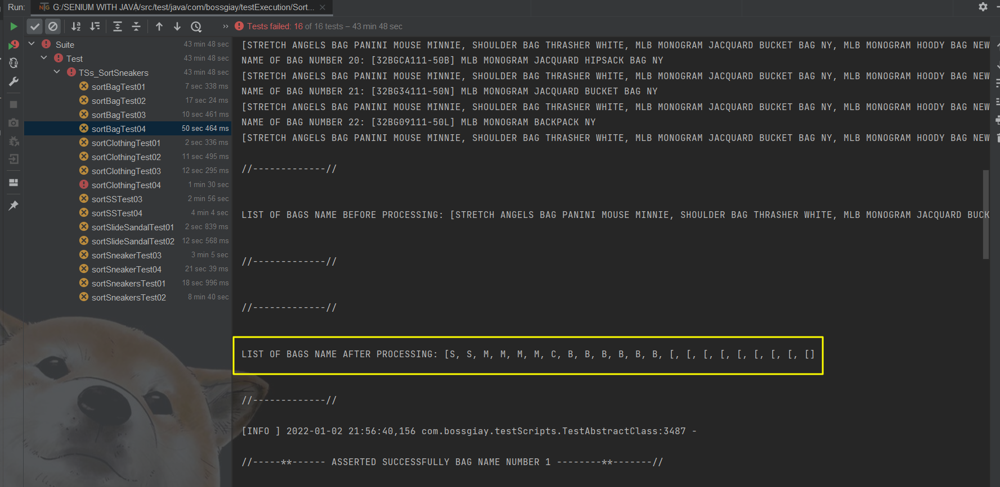 Run: G:/SENIUM WITH JAVA/src/test/java/com/bossgiay/testExecution/Sort... ×
» Tests failed: 16 of 16 tests – 43 min 48 sec
Suite 43 min 48 sec
Test 43 min 48 sec
TSs_SortSneakers 43 min 48 sec
sortBagTest01 7 sec 338 ms
sortBagTest02 17 sec 24 ms
sortBagTest03 10 sec 461 ms
sortBagTest04 50 sec 464 ms
sortClothingTest01 2 sec 336 ms
sortClothingTest02 11 sec 495 ms
sortClothingTest03 12 sec 295 ms
sortClothingTest04 1 min 30 sec
sortSSTest03 2 min 56 sec
sortSSTest04 4 min 4 sec
sortSlideSandalTest01 2 sec 839 ms
sortSlideSandalTest02 12 sec 568 ms
sortSneakerTest03 3 min 5 sec
sortSneakerTest04 21 sec 39 ms
sortSneakersTest01 18 sec 996 ms
sortSneakersTest02 8 min 40 sec
[STRETCH ANGELS BAG PANINI MOUSE MINNIE, SHOULDER BAG THRASHER WHITE, MLB MONOGRAM JACQUARD BUCKET BAG NY, MLB MONOGRAM HOODY BAG NEW
NAME OF BAG NUMBER 20: [32BGCA111-50B] MLB MONOGRAM JACQUARD HIPSACK BAG NY
[STRETCH ANGELS BAG PANINI MOUSE MINNIE, SHOULDER BAG THRASHER WHITE, MLB MONOGRAM JACQUARD BUCKET BAG NY, MLB MONOGRAM HOODY BAG NEW
NAME OF BAG NUMBER 21: [32BG34111-50N] MLB MONOGRAM JACQUARD BUCKET BAG NY
[STRETCH ANGELS BAG PANINI MOUSE MINNIE, SHOULDER BAG THRASHER WHITE, MLB MONOGRAM JACQUARD BUCKET BAG NY, MLB MONOGRAM HOODY BAG NEW
NAME OF BAG NUMBER 22: [32BG09111-50L] MLB MONOGRAM BACKPACK NY
[STRETCH ANGELS BAG PANINI MOUSE MINNIE, SHOULDER BAG THRASHER WHITE, MLB MONOGRAM JACQUARD BUCKET BAG NY, MLB MONOGRAM HOODY BAG NEW
//-------------//
LIST OF BAGS NAME BEFORE PROCESSING: [STRETCH ANGELS BAG PANINI MOUSE MINNIE, SHOULDER BAG THRASHER WHITE, MLB MONOGRAM JACQUARD BUCK
//-------------//
//-------------//
LIST OF BAGS NAME AFTER PROCESSING: [S, S, M, M, M, M, C, B, B, B, B, B, B, [, [, [, [, [, [, [, [, []
//-------------//
[INFO ] 2022-01-02 21:56:40,156 com.bossgiay.testScripts.TestAbstractClass:3487 -
//-----**------ ASSERTED SUCCESSFULLY BAG NAME NUMBER 1 --------**-------//